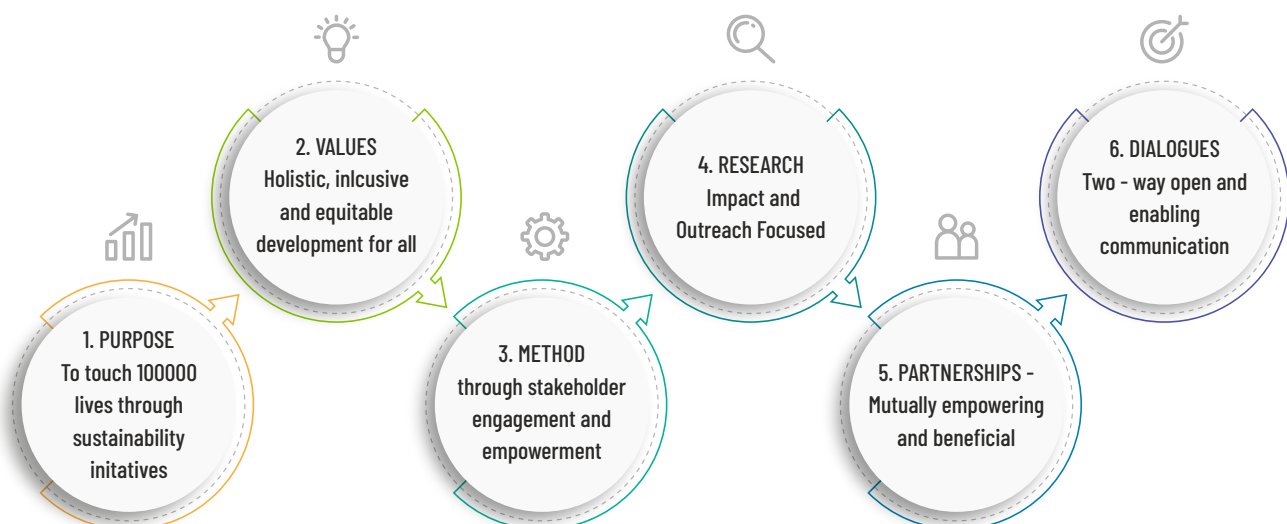 1. PURPOSE
To touch 100000
lives through
sustainability
initatives
2. VALUES
Holistic, inlcusive
and equitable
development for all
3. METHOD
through stakeholder
engagement and
empowerment
4. RESEARCH
Impact and
Outreach Focused
5. PARTNERSHIPS -
Mutually empowering
and beneficial
6. DIALOGUES
Two - way open and
enabling
communication